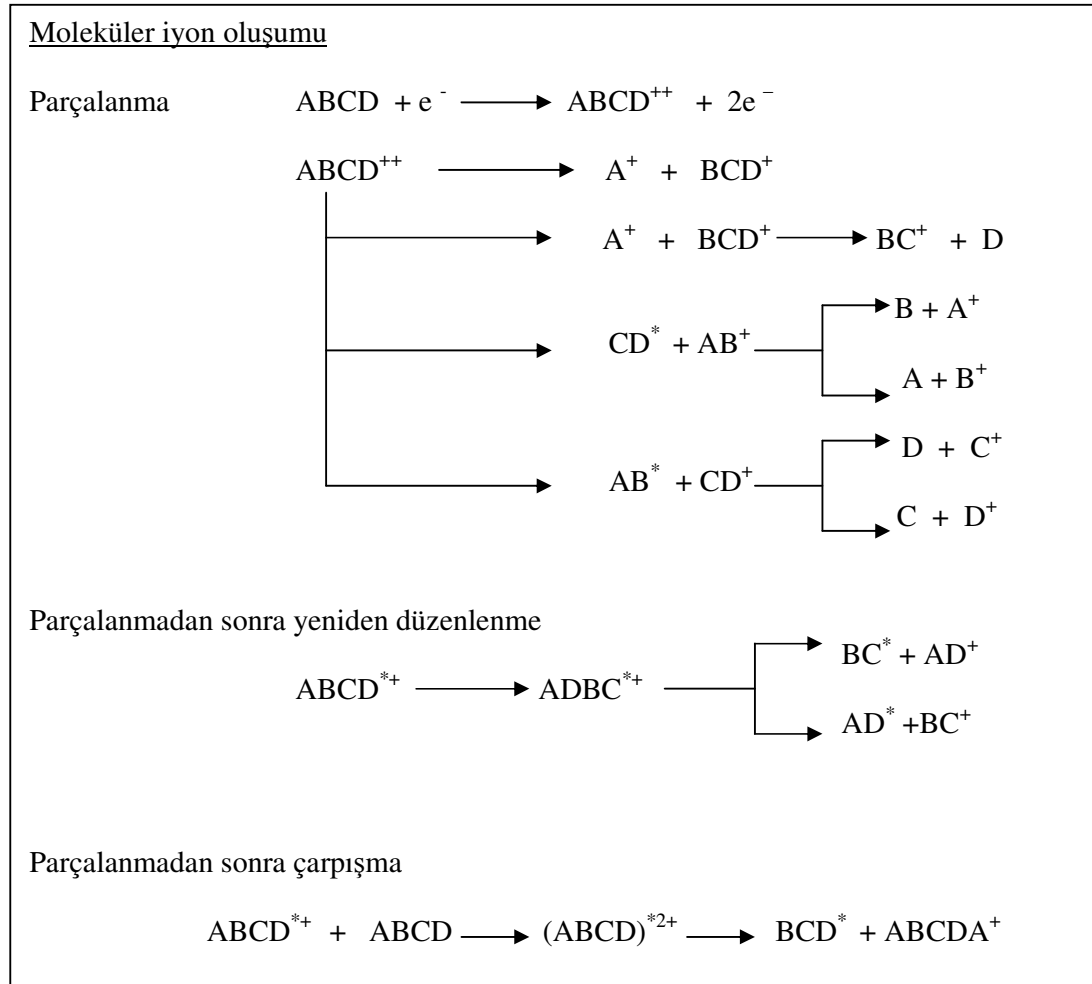 Moleküler iyon oluşumu
Parçalanma ABCD + e⁻ ⟶ ABCD⁺⁺ + 2e⁻
ABCD⁺⁺ ⟶ A⁺ + BCD⁺
A⁺ + BCD⁺ ⟶ BC⁺ + D
B + A⁺
CD* + AB⁺
A + B⁺
D + C⁺
AB* + CD⁺
C + D⁺
Parçalanmadan sonra yeniden düzenlenme
BC* + AD⁺
ABCD*⁺ ⟶ ADBC*⁺
AD* +BC⁺
Parçalanmadan sonra çarpışma
ABCD*⁺ + ABCD ⟶ (ABCD)*²⁺ ⟶ BCD* + ABCDA⁺